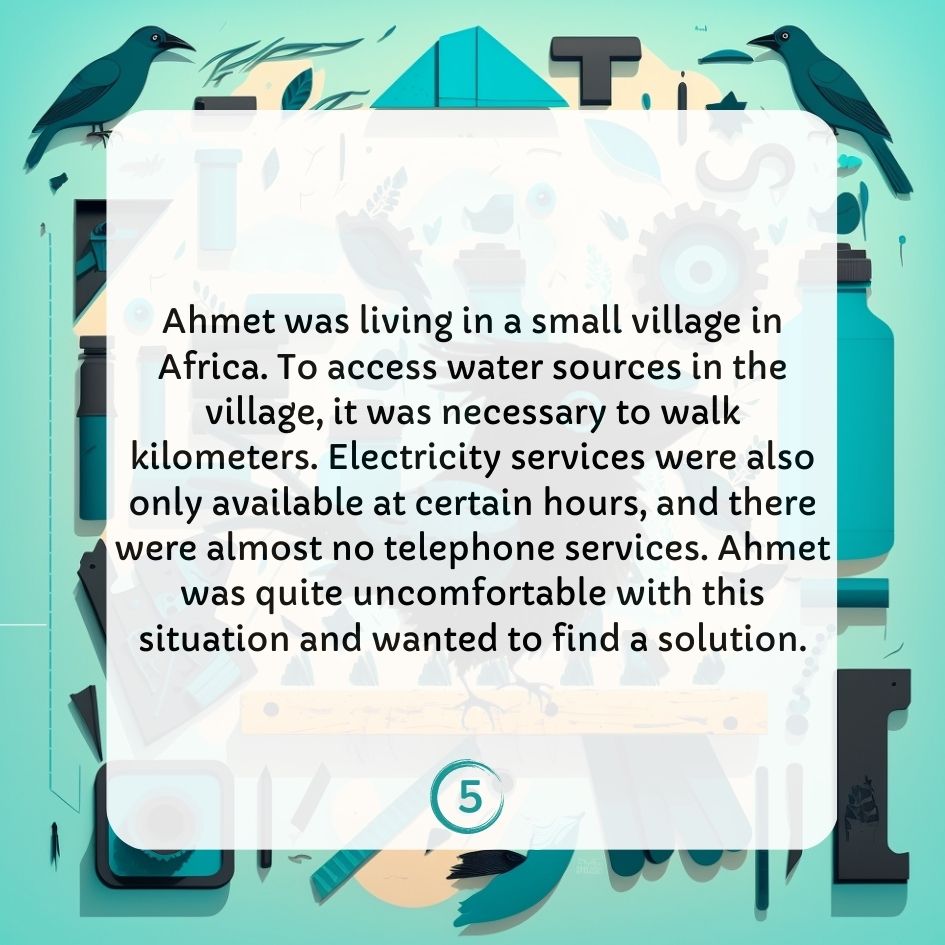 Ahmet was living in a small village in
Africa. To access water sources in the
village, it was necessary to walk
kilometers. Electricity services were also
only available at certain hours, and there
were almost no telephone services. Ahmet
was quite uncomfortable with this
situation and wanted to find a solution.
5